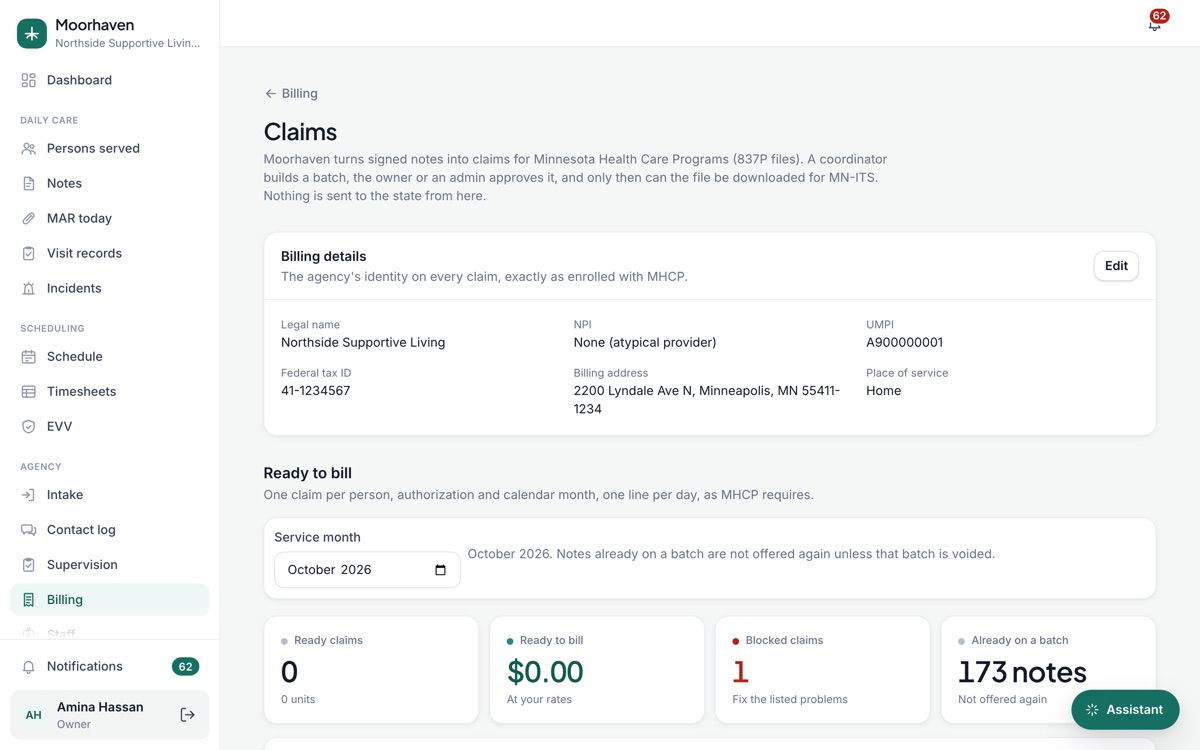 Moorhaven
Northside Supportive Livin...
62
Dashboard
DAILY CARE
Persons served
Notes
MAR today
Visit records
Incidents
SCHEDULING
Schedule
Timesheets
EVV
AGENCY
Intake
Contact log
Supervision
Billing
Staff
Notifications
62
AH
Amina Hassan
Owner
← Billing
Claims
Moorhaven turns signed notes into claims for Minnesota Health Care Programs (837P files). A coordinator
builds a batch, the owner or an admin approves it, and only then can the file be downloaded for MN-ITS.
Nothing is sent to the state from here.
Billing details
The agency's identity on every claim, exactly as enrolled with MHCP.
Edit
Legal name
Northside Supportive Living
NPI
None (atypical provider)
UMPI
A900000001
Federal tax ID
41-1234567
Billing address
2200 Lyndale Ave N, Minneapolis, MN 55411-
1234
Place of service
Home
Ready to bill
One claim per person, authorization and calendar month, one line per day, as MHCP requires.
Service month
October 2026
October 2026. Notes already on a batch are not offered again unless that batch is voided.
Ready claims
0
0 units
Ready to bill
$0.00
At your rates
Blocked claims
1
Fix the listed problems
Already on a batch
173 notes
Not offered again
Assistant